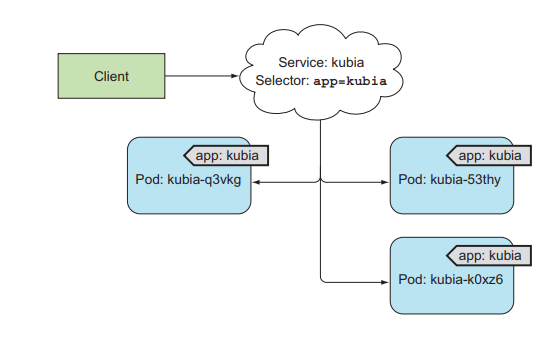 Client
Service: kubia
Selector: app=kubia
app: kubia
Pod: kubia-q3vkg
app: kubia
Pod: kubia-53thy
app: kubia
Pod: kubia-k0xz6